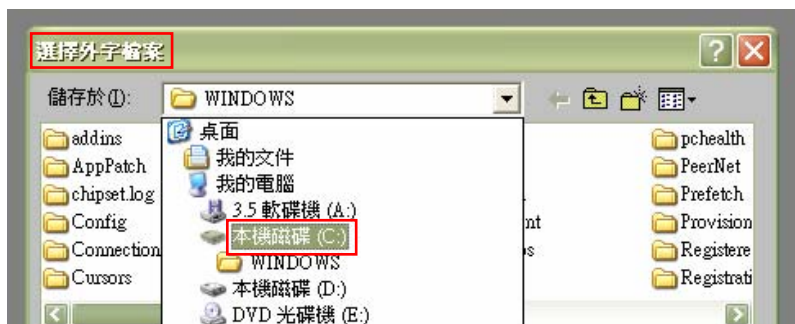 選擇外字檔案
儲存於(I): WINDOWS
addins
AppPatch
chipset.log
Config
Connection
Cursors
桌面
我的文件
我的電腦
3.5 軟碟機 (A:)
本機磁碟 (C:)
WINDOWS
本機磁碟 (D:)
DVD 光碟機 (E:)
nt
s
pchealth
PeerNet
Prefetch
Provision
Registere
Registrati